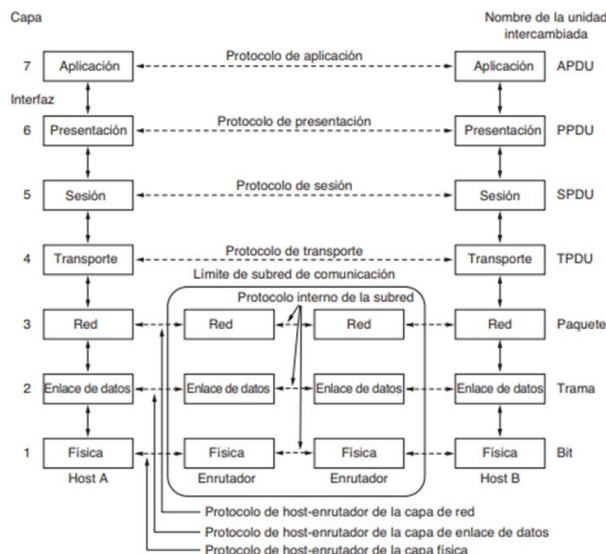 Capa
Nombre de la unidad
intercambiada
7 Aplicación Protocolo de aplicación Aplicación APDU
Interfaz
6 Presentación Protocolo de presentación Presentación PPDU
5 Sesión Protocolo de sesión Sesión SPDU
4 Transporte Protocolo de transporte Transporte TPDU
Límite de subred de comunicación
Protocolo interno de la subred
3 Red Red Red Red Paquete
2 Enlace de datos Enlace de datos Enlace de datos Enlace de datos Trama
1 Física Física Física Física Bit
Host A Enrutador Enrutador Host B
Protocolo de host-enrutador de la capa de red
Protocolo de host-enrutador de la capa de enlace de datos
Protocolo de host-enrutador de la capa física